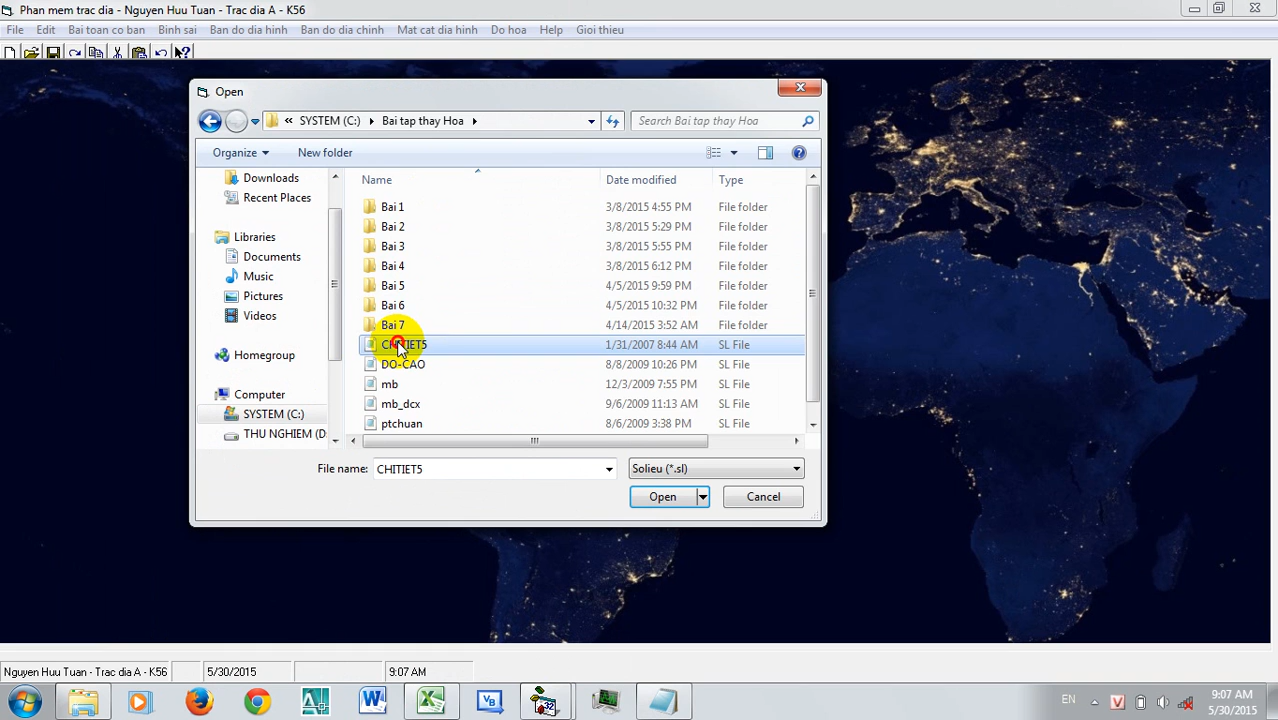 Phan mem trac dia - Nguyen Huu Tuan - Trac dia A - K56
File Edit Bai toan co ban Binh sai Ban do dia hinh Ban do dia chinh Mat cat dia hinh Do hoa Help Gioi thieu
Open
« SYSTEM (C:) Bai tap thay Hoa Search Bai tap thay Hoa
Organize New folder
Name Date modified Type
Downloads
Recent Places
Libraries
Documents
Music
Pictures
Videos
Homegroup
Computer
SYSTEM (C:)
THU NGHIEM (D
Bai 1 3/8/2015 4:55 PM File folder
Bai 2 3/8/2015 5:29 PM File folder
Bai 3 3/8/2015 5:55 PM File folder
Bai 4 3/8/2015 6:12 PM File folder
Bai 5 4/5/2015 9:59 PM File folder
Bai 6 4/5/2015 10:32 PM File folder
Bai 7 4/14/2015 3:52 AM File folder
CHITIET5 1/31/2007 8:44 AM SL File
DO-CAO 8/8/2009 10:26 PM SL File
mb 12/3/2009 7:55 PM SL File
mb_dcx 9/6/2009 11:13 AM SL File
ptchuan 8/6/2009 3:38 PM SL File
File name: CHITIET5 Solieu (*.sl)
Open Cancel
Nguyen Huu Tuan - Trac dia A - K56 5/30/2015 9:07 AM
EN 9:07 AM
5/30/2015